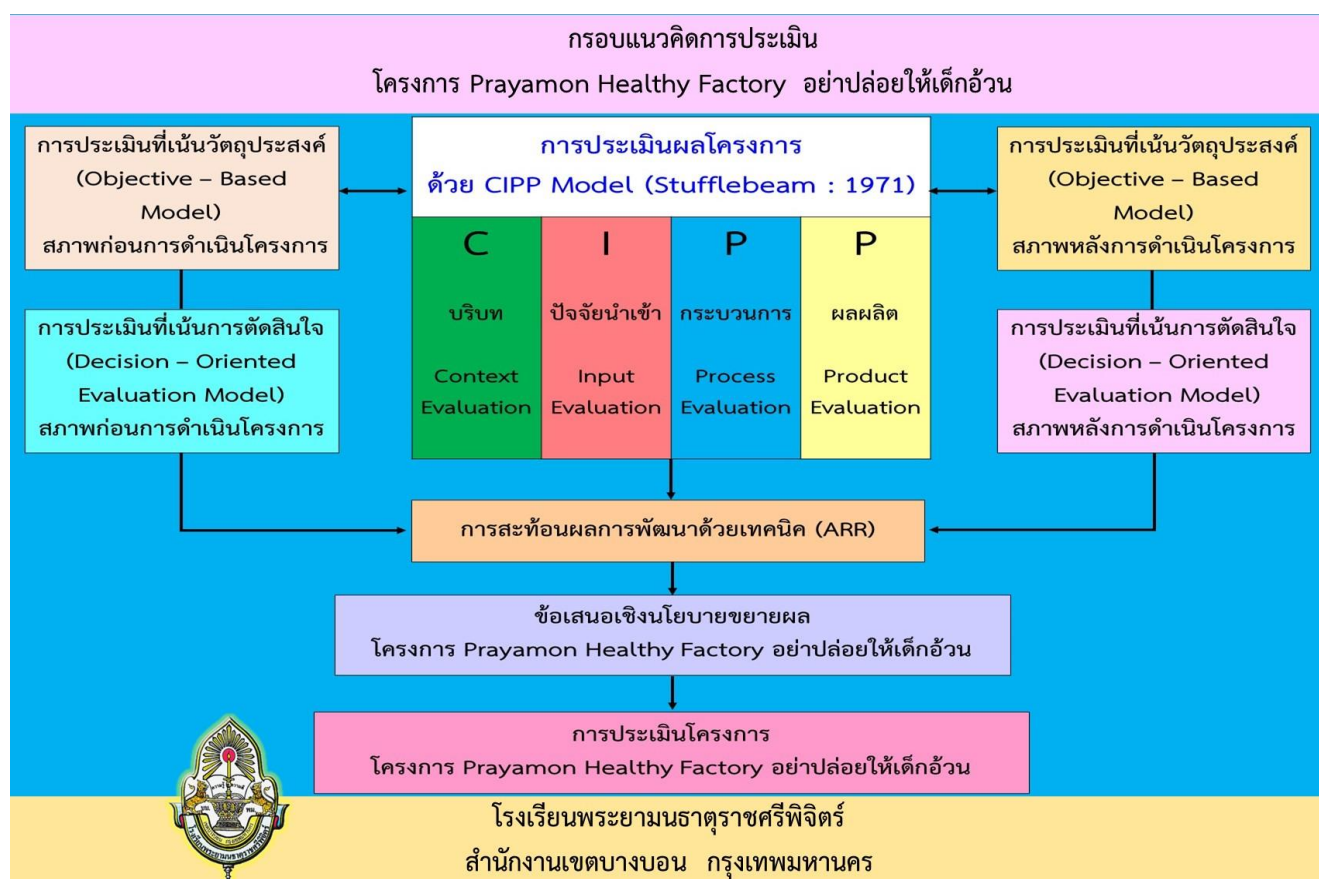 กรอบแนวคิดการประเมิน
โครงการ Prayamon Healthy Factory อย่าปล่อยให้เด็กอ้วน
การประเมินที่เน้นวัตถุประสงค์
(Objective – Based
Model)
สภาพก่อนการดำเนินโครงการ
การประเมินผลโครงการ
ด้วย CIPP Model (Stufflebeam : 1971)
การประเมินที่เน้นวัตถุประสงค์
(Objective – Based
Model)
สภาพหลังการดำเนินโครงการ
C
บริบท
Context
Evaluation
I
ปัจจัยนำเข้า
Input
Evaluation
P
กระบวนการ
Process
Evaluation
P
ผลผลิต
Product
Evaluation
การประเมินที่เน้นการตัดสินใจ
(Decision – Oriented
Evaluation Model)
สภาพก่อนการดำเนินโครงการ
การประเมินที่เน้นการตัดสินใจ
(Decision – Oriented
Evaluation Model)
สภาพหลังการดำเนินโครงการ
การสะท้อนผลการพัฒนาด้วยเทคนิค (ARR)
ข้อเสนอเชิงนโยบายขยายผล
โครงการ Prayamon Healthy Factory อย่าปล่อยให้เด็กอ้วน
การประเมินโครงการ
โครงการ Prayamon Healthy Factory อย่าปล่อยให้เด็กอ้วน
โรงเรียนพระยามนธาตุราชศรีพิจิตร์
สำนักงานเขตบางบอน กรุงเทพมหานคร